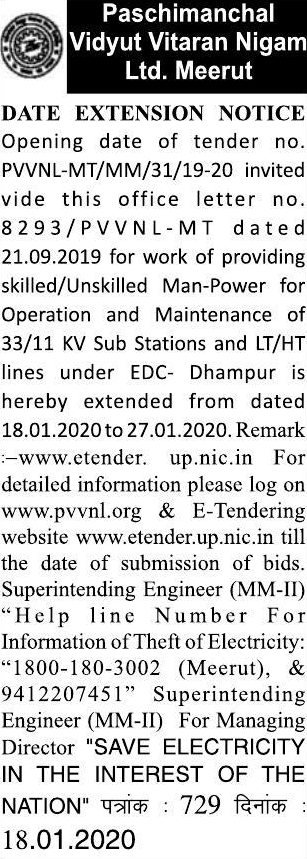 Paschimanchal
Vidyut Vitaran Nigam
Ltd. Meerut
DATE EXTENSION NOTICE
Opening date of tender no.
PVVNL-MT/MM/31/19-20 invited
vide this office letter no.
8293/PVVNL-MT dated
21.09.2019 for work of providing
skilled/Unskilled Man-Power for
Operation and Maintenance of
33/11 KV Sub Stations and LT/HT
lines under EDC- Dhampur is
hereby extended from dated
18.01.2020 to 27.01.2020. Remark
:–www.etender. up.nic.in For
detailed information please log on
www.pvvnl.org & E-Tendering
website www.etender.up.nic.in till
the date of submission of bids.
Superintending Engineer (MM-II)
“Help line Number For
Information of Theft of Electricity:
“1800-180-3002 (Meerut), &
9412207451” Superintending
Engineer (MM-II) For Managing
Director "SAVE ELECTRICITY
IN THE INTEREST OF THE
NATION" पत्रांक : 729 दिनांक :
18.01.2020